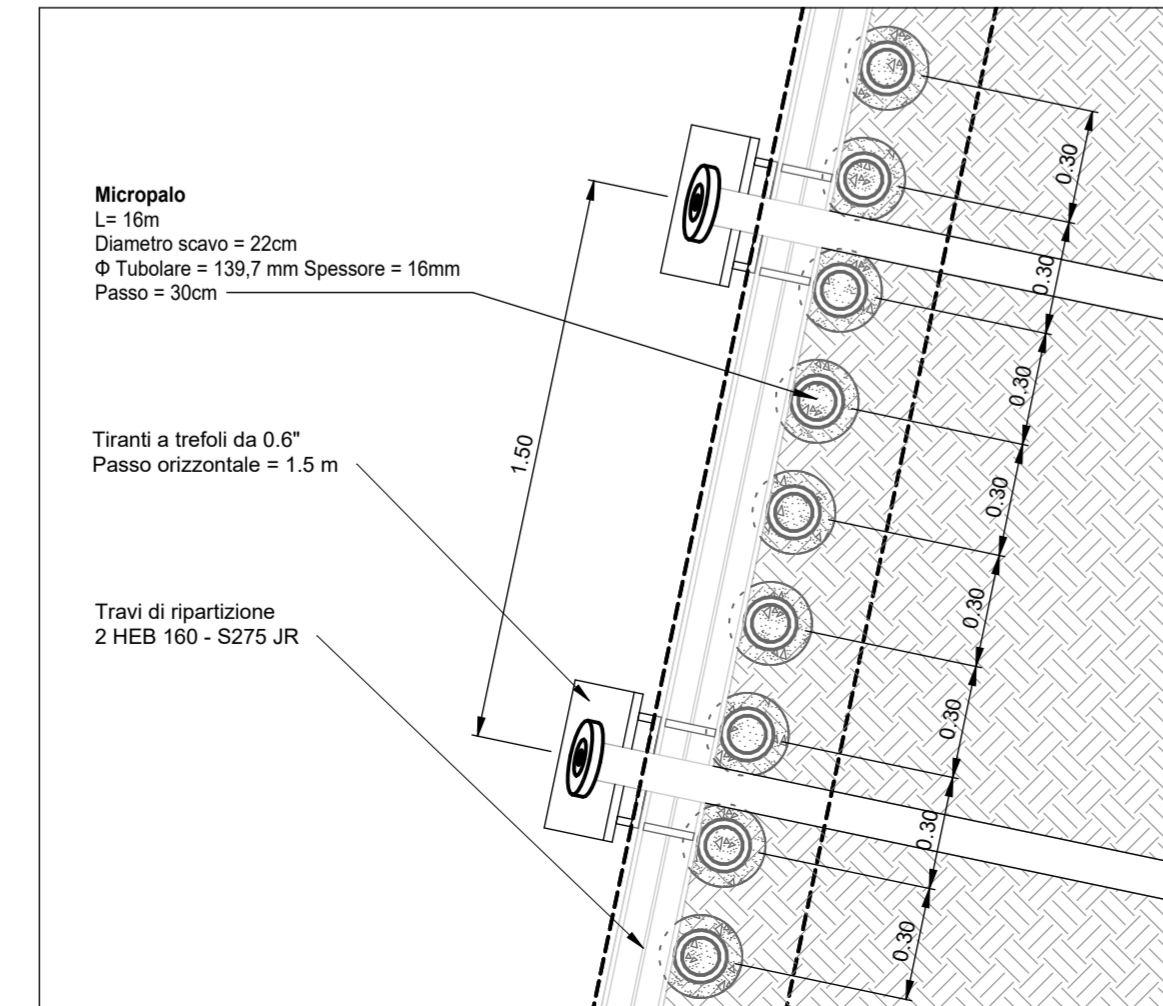 Micropalo
L= 16m
Diametro scavo = 22cm
Φ Tubolare = 139,7 mm Spessore = 16mm
Passo = 30cm
Tiranti a trefoli da 0.6"
Passo orizzontale = 1.5 m
Travi di ripartizione
2 HEB 160 - S275 JR
1.50
0.30
0.30
0.30
0.30
0.30
0.30
0.30
0.30